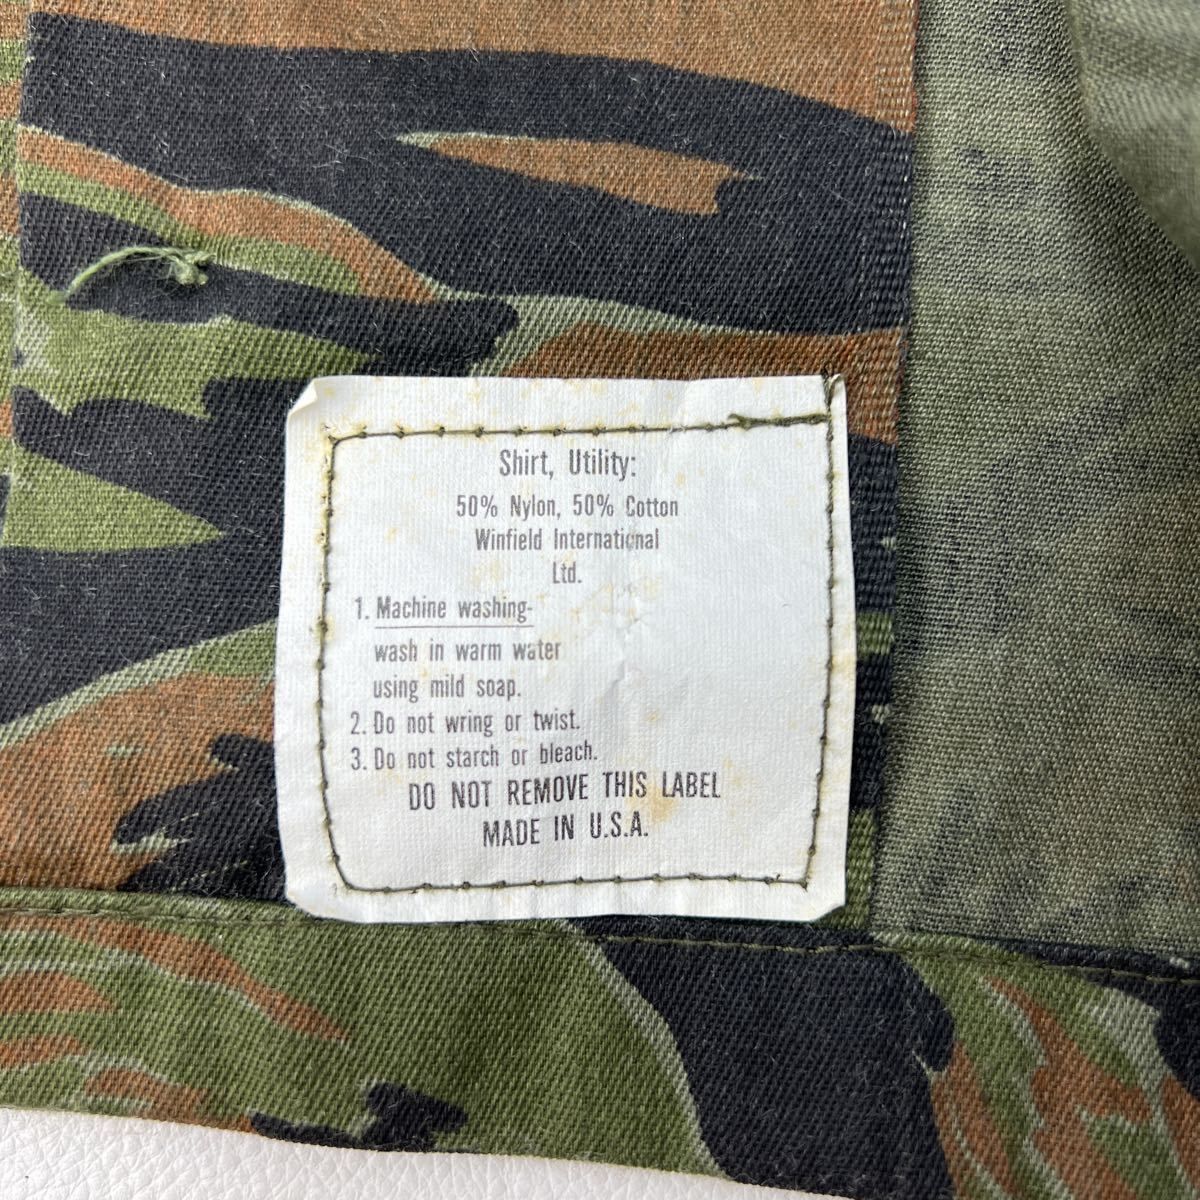 Shirt, Utility:
50% Nylon, 50% Cotton
Winfield International
Ltd.
1. Machine washing-
wash in warm water
using mild soap.
2. Do not wring or twist.
3. Do not starch or bleach.
DO NOT REMOVE THIS LABEL
MADE IN U.S.A.